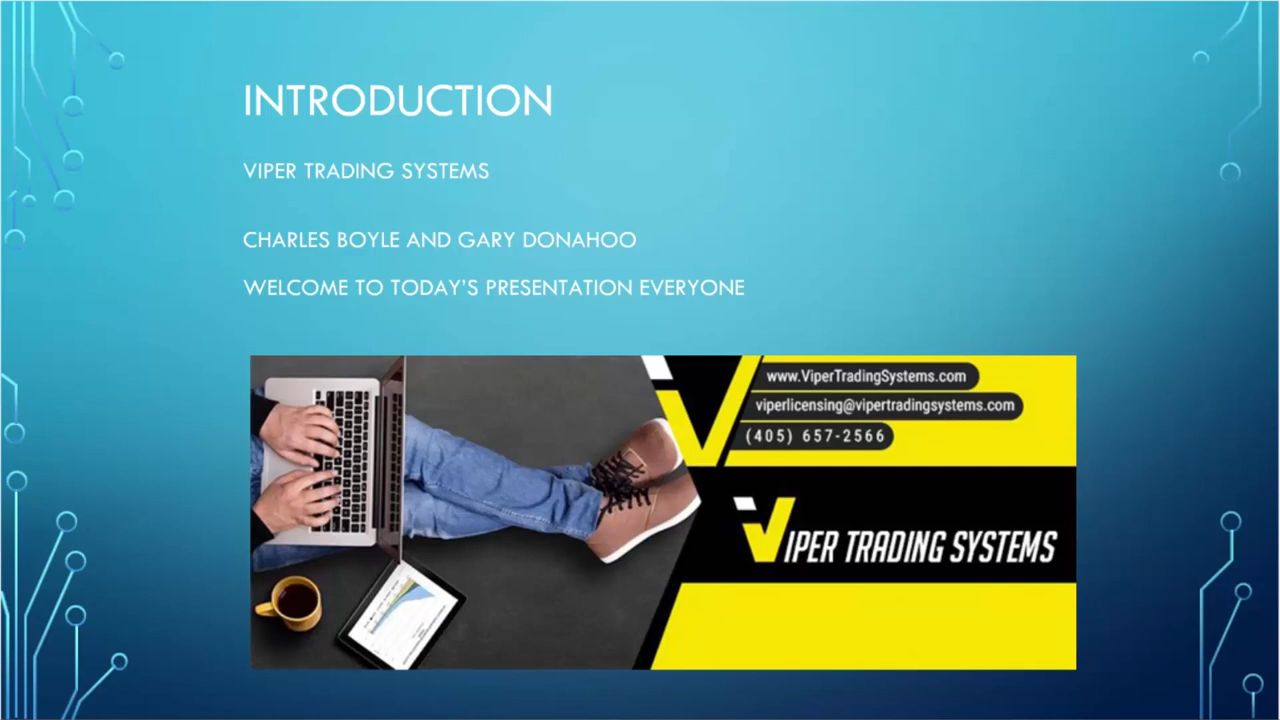 INTRODUCTION
VIPER TRADING SYSTEMS
CHARLES BOYLE AND GARY DONAHOO
WELCOME TO TODAY'S PRESENTATION EVERYONE
www.ViperTradingSystems.com
viperlicensing@vipertradingsystems.com
(405) 657-2566
VIPER TRADING SYSTEMS